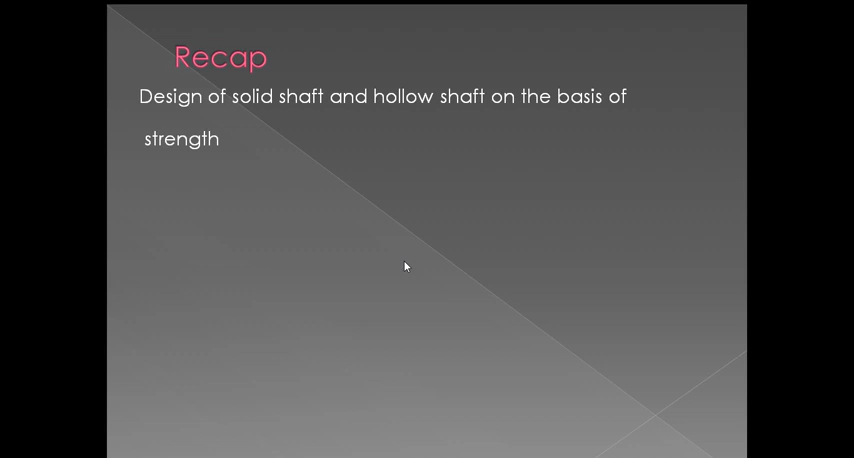 Recap
Design of solid shaft and hollow shaft on the basis of
strength